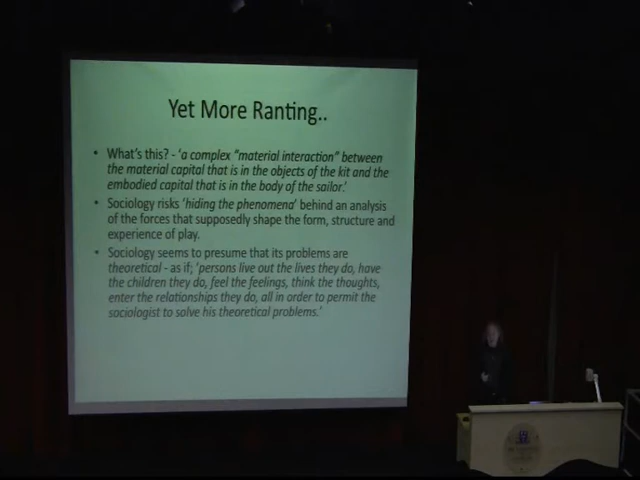 Yet More Ranting..
• What's this? - 'a complex "material interaction" between
the material capital that is in the objects of the kit and the
embodied capital that is in the body of the sailor.'
• Sociology risks 'hiding the phenomena' behind an analysis
of the forces that supposedly shape the form, structure and
experience of play.
• Sociology seems to presume that its problems are
theoretical - as if; 'persons live out the lives they do, have
the children they do, feel the feelings, think the thoughts,
enter the relationships they do, all in order to permit the
sociologist to solve his theoretical problems.'